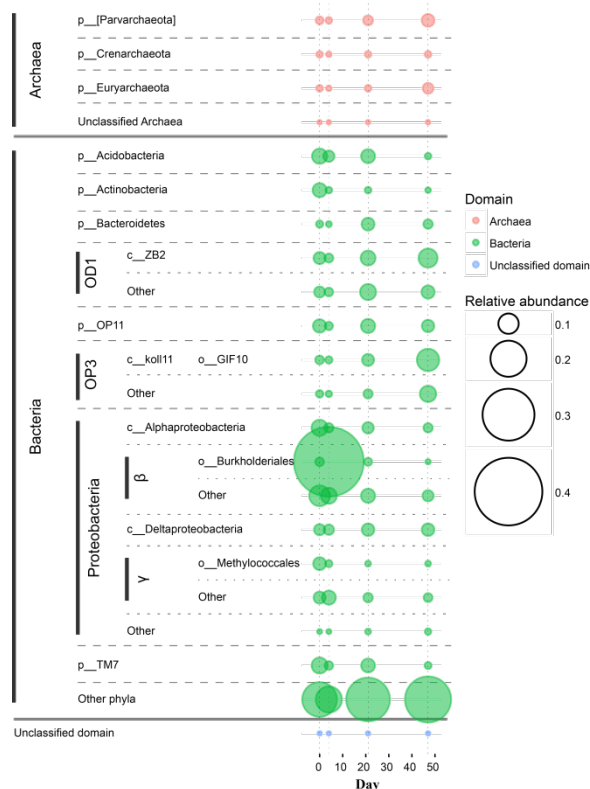 p__[Parvarchaeota]
p__Crenarchaeota
Archaea
p__Euryarchaeota
Unclassified Archaea
p__Acidobacteria
p__Actinobacteria
p__Bacteroidetes
OD1
c__ZB2
Other
p__OP11
OP3
c__koll11 o__GIF10
Other
Bacteria
Proteobacteria
c__Alphaproteobacteria
β
o__Burkholderiales
Other
c__Deltaproteobacteria
γ
o__Methylococcales
Other
Other
p__TM7
Other phyla
Unclassified domain
0 10 20 30 40 50
Day
Domain
Archaea
Bacteria
Unclassified domain
Relative abundance
0.1
0.2
0.3
0.4